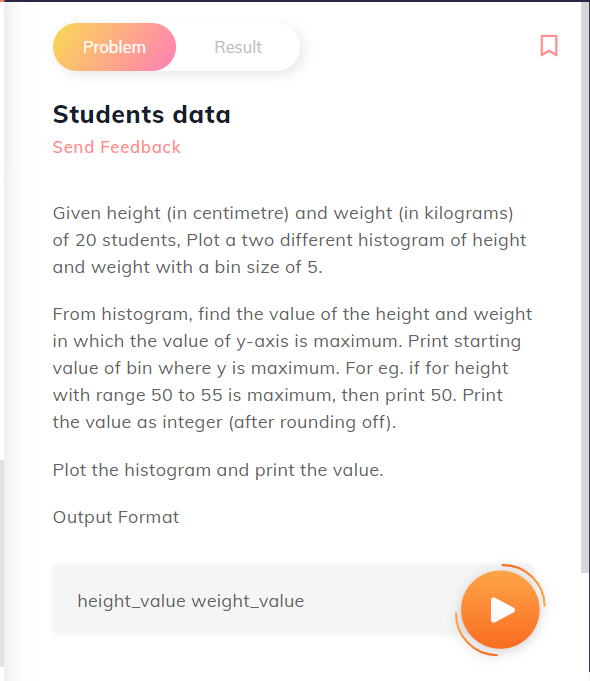 Problem
Result
Students data
Send Feedback
Given height (in centimetre) and weight (in kilograms)
of 20 students, Plot a two different histogram of height
and weight with a bin size of 5.
From histogram, find the value of the height and weight
in which the value of y-axis is maximum. Print starting
value of bin where y is maximum. For eg. if for height
with range 50 to 55 is maximum, then print 50. Print
the value as integer (after rounding off).
Plot the histogram and print the value.
Output Format
height_value weight_value